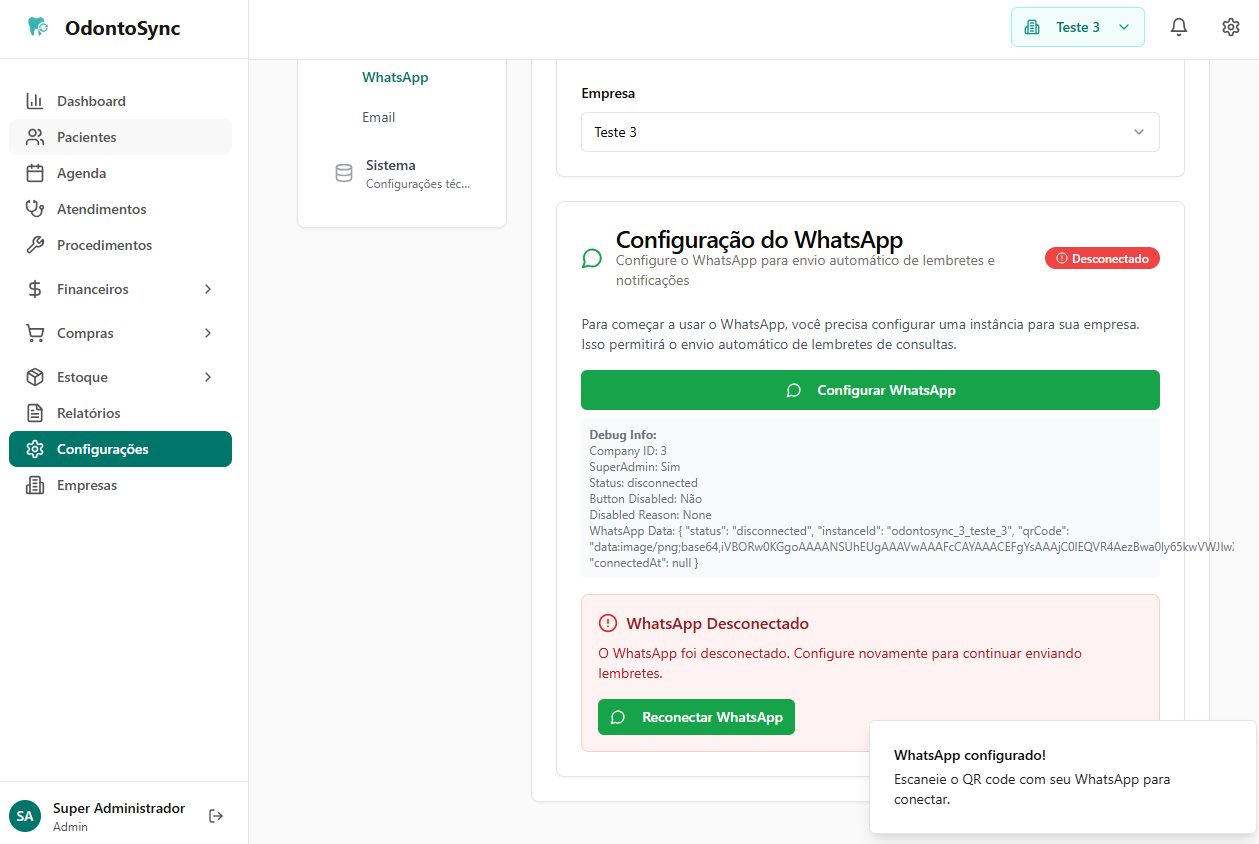 OdontoSync
Teste 3
Dashboard
Pacientes
Agenda
Atendimentos
Procedimentos
Financeiros
Compras
Estoque
Relatórios
Configurações
Empresas
SA
Super Administrador
Admin
WhatsApp
Email
Sistema
Configurações téc...
Empresa
Teste 3
Configuração do WhatsApp
Configure o WhatsApp para envio automático de lembretes e
notificações
Desconectado
Para começar a usar o WhatsApp, você precisa configurar uma instância para sua empresa.
Isso permitirá o envio automático de lembretes de consultas.
Configurar WhatsApp
Debug Info:
Company ID: 3
SuperAdmin: Sim
Status: disconnected
Button Disabled: Não
Disabled Reason: None
WhatsApp Data: { "status": "disconnected", "instanceId": "odontosync_3_teste_3", "qrCode":
"data:image/png;base64,
"connectedAt": null }
WhatsApp Desconectado
O WhatsApp foi desconectado. Configure novamente para continuar enviando
lembretes.
Reconectar WhatsApp
WhatsApp configurado!
Escaneie o QR code com seu WhatsApp para
conectar.